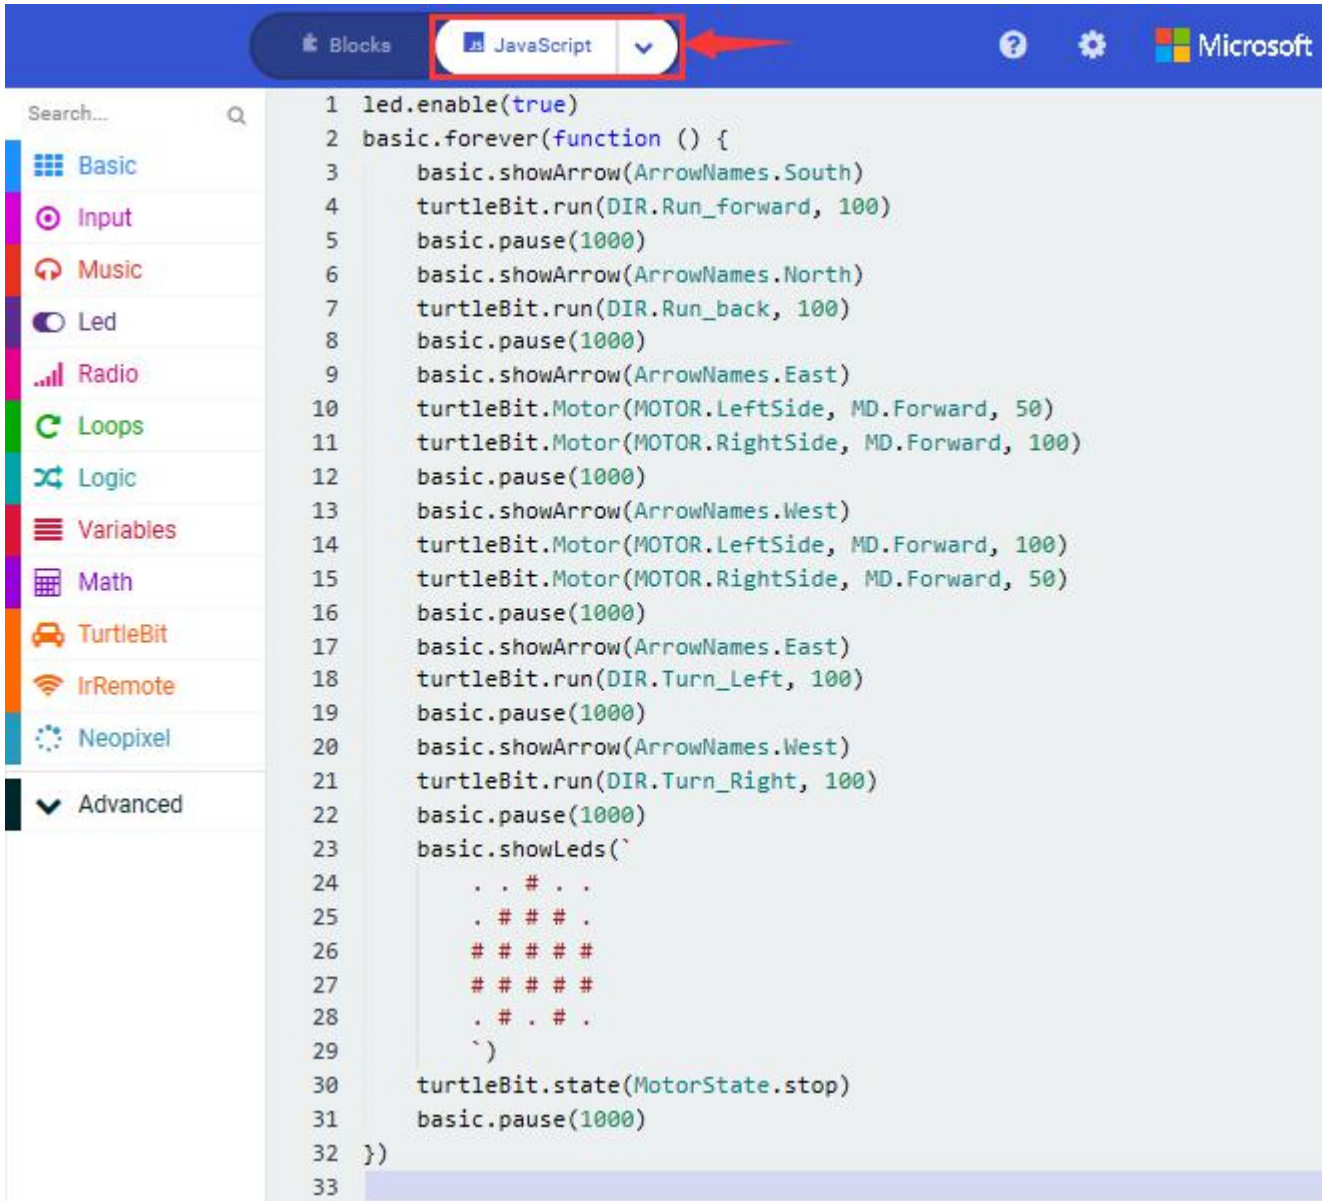 Blocks
JS JavaScript
Microsoft
Search...
Basic
Input
Music
Led
Radio
Loops
Logic
Variables
Math
TurtleBit
IrRemote
Neopixel
Advanced
1 led.enable(true)
2 basic.forever(function () {
3 basic.showArrow(ArrowNames.South)
4 turtleBit.run(DIR.Run_forward, 100)
5 basic.pause(1000)
6 basic.showArrow(ArrowNames.North)
7 turtleBit.run(DIR.Run_back, 100)
8 basic.pause(1000)
9 basic.showArrow(ArrowNames.East)
10 turtleBit.Motor(MOTOR.LeftSide, MD.Forward, 50)
11 turtleBit.Motor(MOTOR.RightSide, MD.Forward, 100)
12 basic.pause(1000)
13 basic.showArrow(ArrowNames.West)
14 turtleBit.Motor(MOTOR.LeftSide, MD.Forward, 100)
15 turtleBit.Motor(MOTOR.RightSide, MD.Forward, 50)
16 basic.pause(1000)
17 basic.showArrow(ArrowNames.East)
18 turtleBit.run(DIR.Turn_Left, 100)
19 basic.pause(1000)
20 basic.showArrow(ArrowNames.West)
21 turtleBit.run(DIR.Turn_Right, 100)
22 basic.pause(1000)
23 basic.showLeds(`
24 . . # . .
25 . # # # .
26 # # # # #
27 # # # # #
28 . # . # .
29 `)
30 turtleBit.state(MotorState.stop)
31 basic.pause(1000)
32 })
33